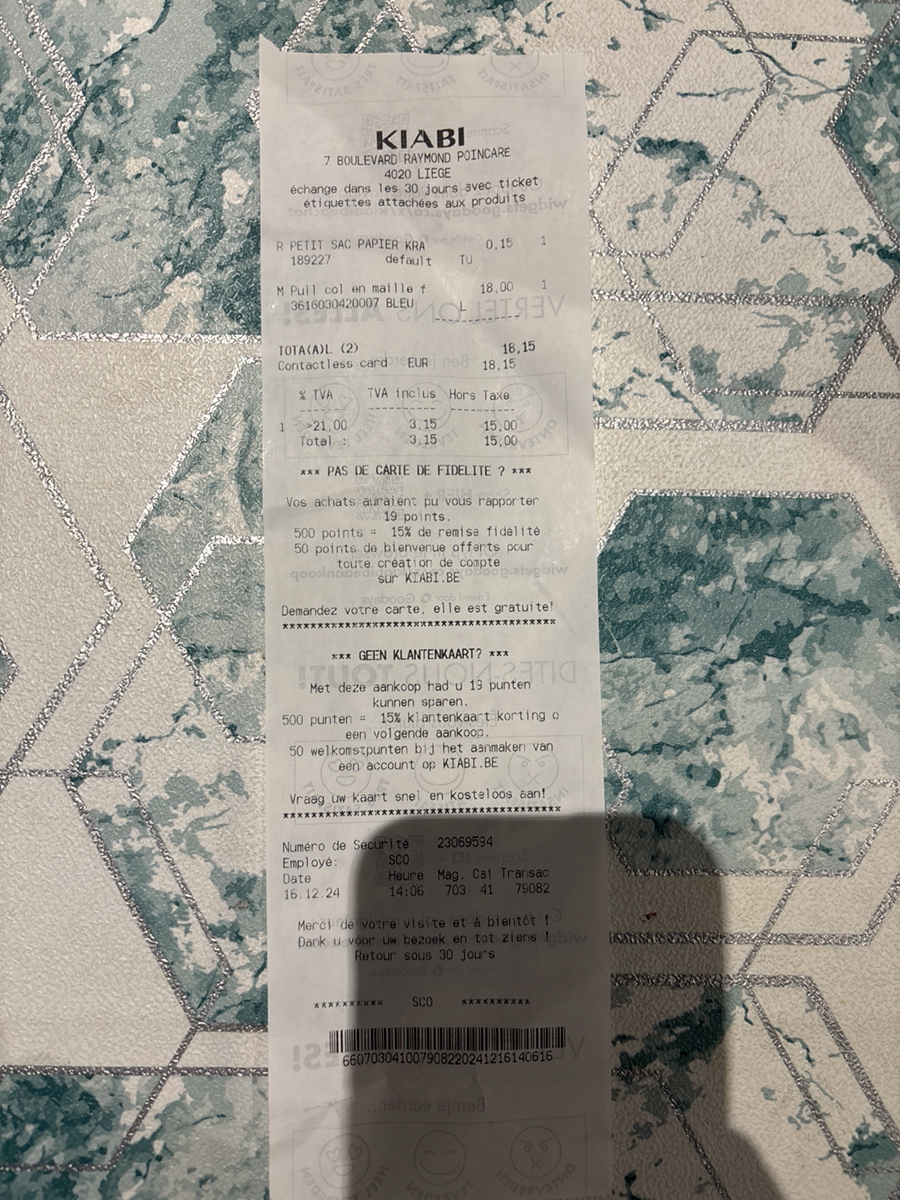 KIABI
7 BOULEVARD RAYMOND POINCARE
4020 LIEGE
échange dans les 30 jours avec ticket
étiquettes attachées aux produits
R PETIT SAC PAPIER KRA 0,15 1
189227 default TU
M Pull col en maille f 18,00 1
3616030420007 BLEU L
TOTA(A)L (2) 18,15
Contactless card EUR 18,15
% TVA TVA inclus Hors Taxe
1 >21,00 3,15 15,00
Total : 3,15 15,00
*** PAS DE CARTE DE FIDELITE ? ***
Vos achats auraient pu vous rapporter
19 points.
500 points = 15% de remise fidélité
50 points de bienvenue offerts pour
toute création de compte
sur KIABI.BE
Demandez votre carte, elle est gratuite!
****************************************
*** GEEN KLANTENKAART? ***
Met deze aankoop had u 19 punten
kunnen sparen.
500 punten = 15% klantenkaart korting o
een volgende aankoop.
50 welkomstpunten bij het aanmaken van
een account op KIABI.BE
Vraag uw kaart snel en kosteloos aan!
****************************************
Numéro de Sécurité 23069594
Employé: SCO
Date Heure Mag. Cai Transac
16.12.24 14:06 703 41 79082
Merci de votre visite et à bientôt !
Dank u voor uw bezoek en tot ziens !
Retour sous 30 jours
********** SCO **********
660703041007908220241216140616